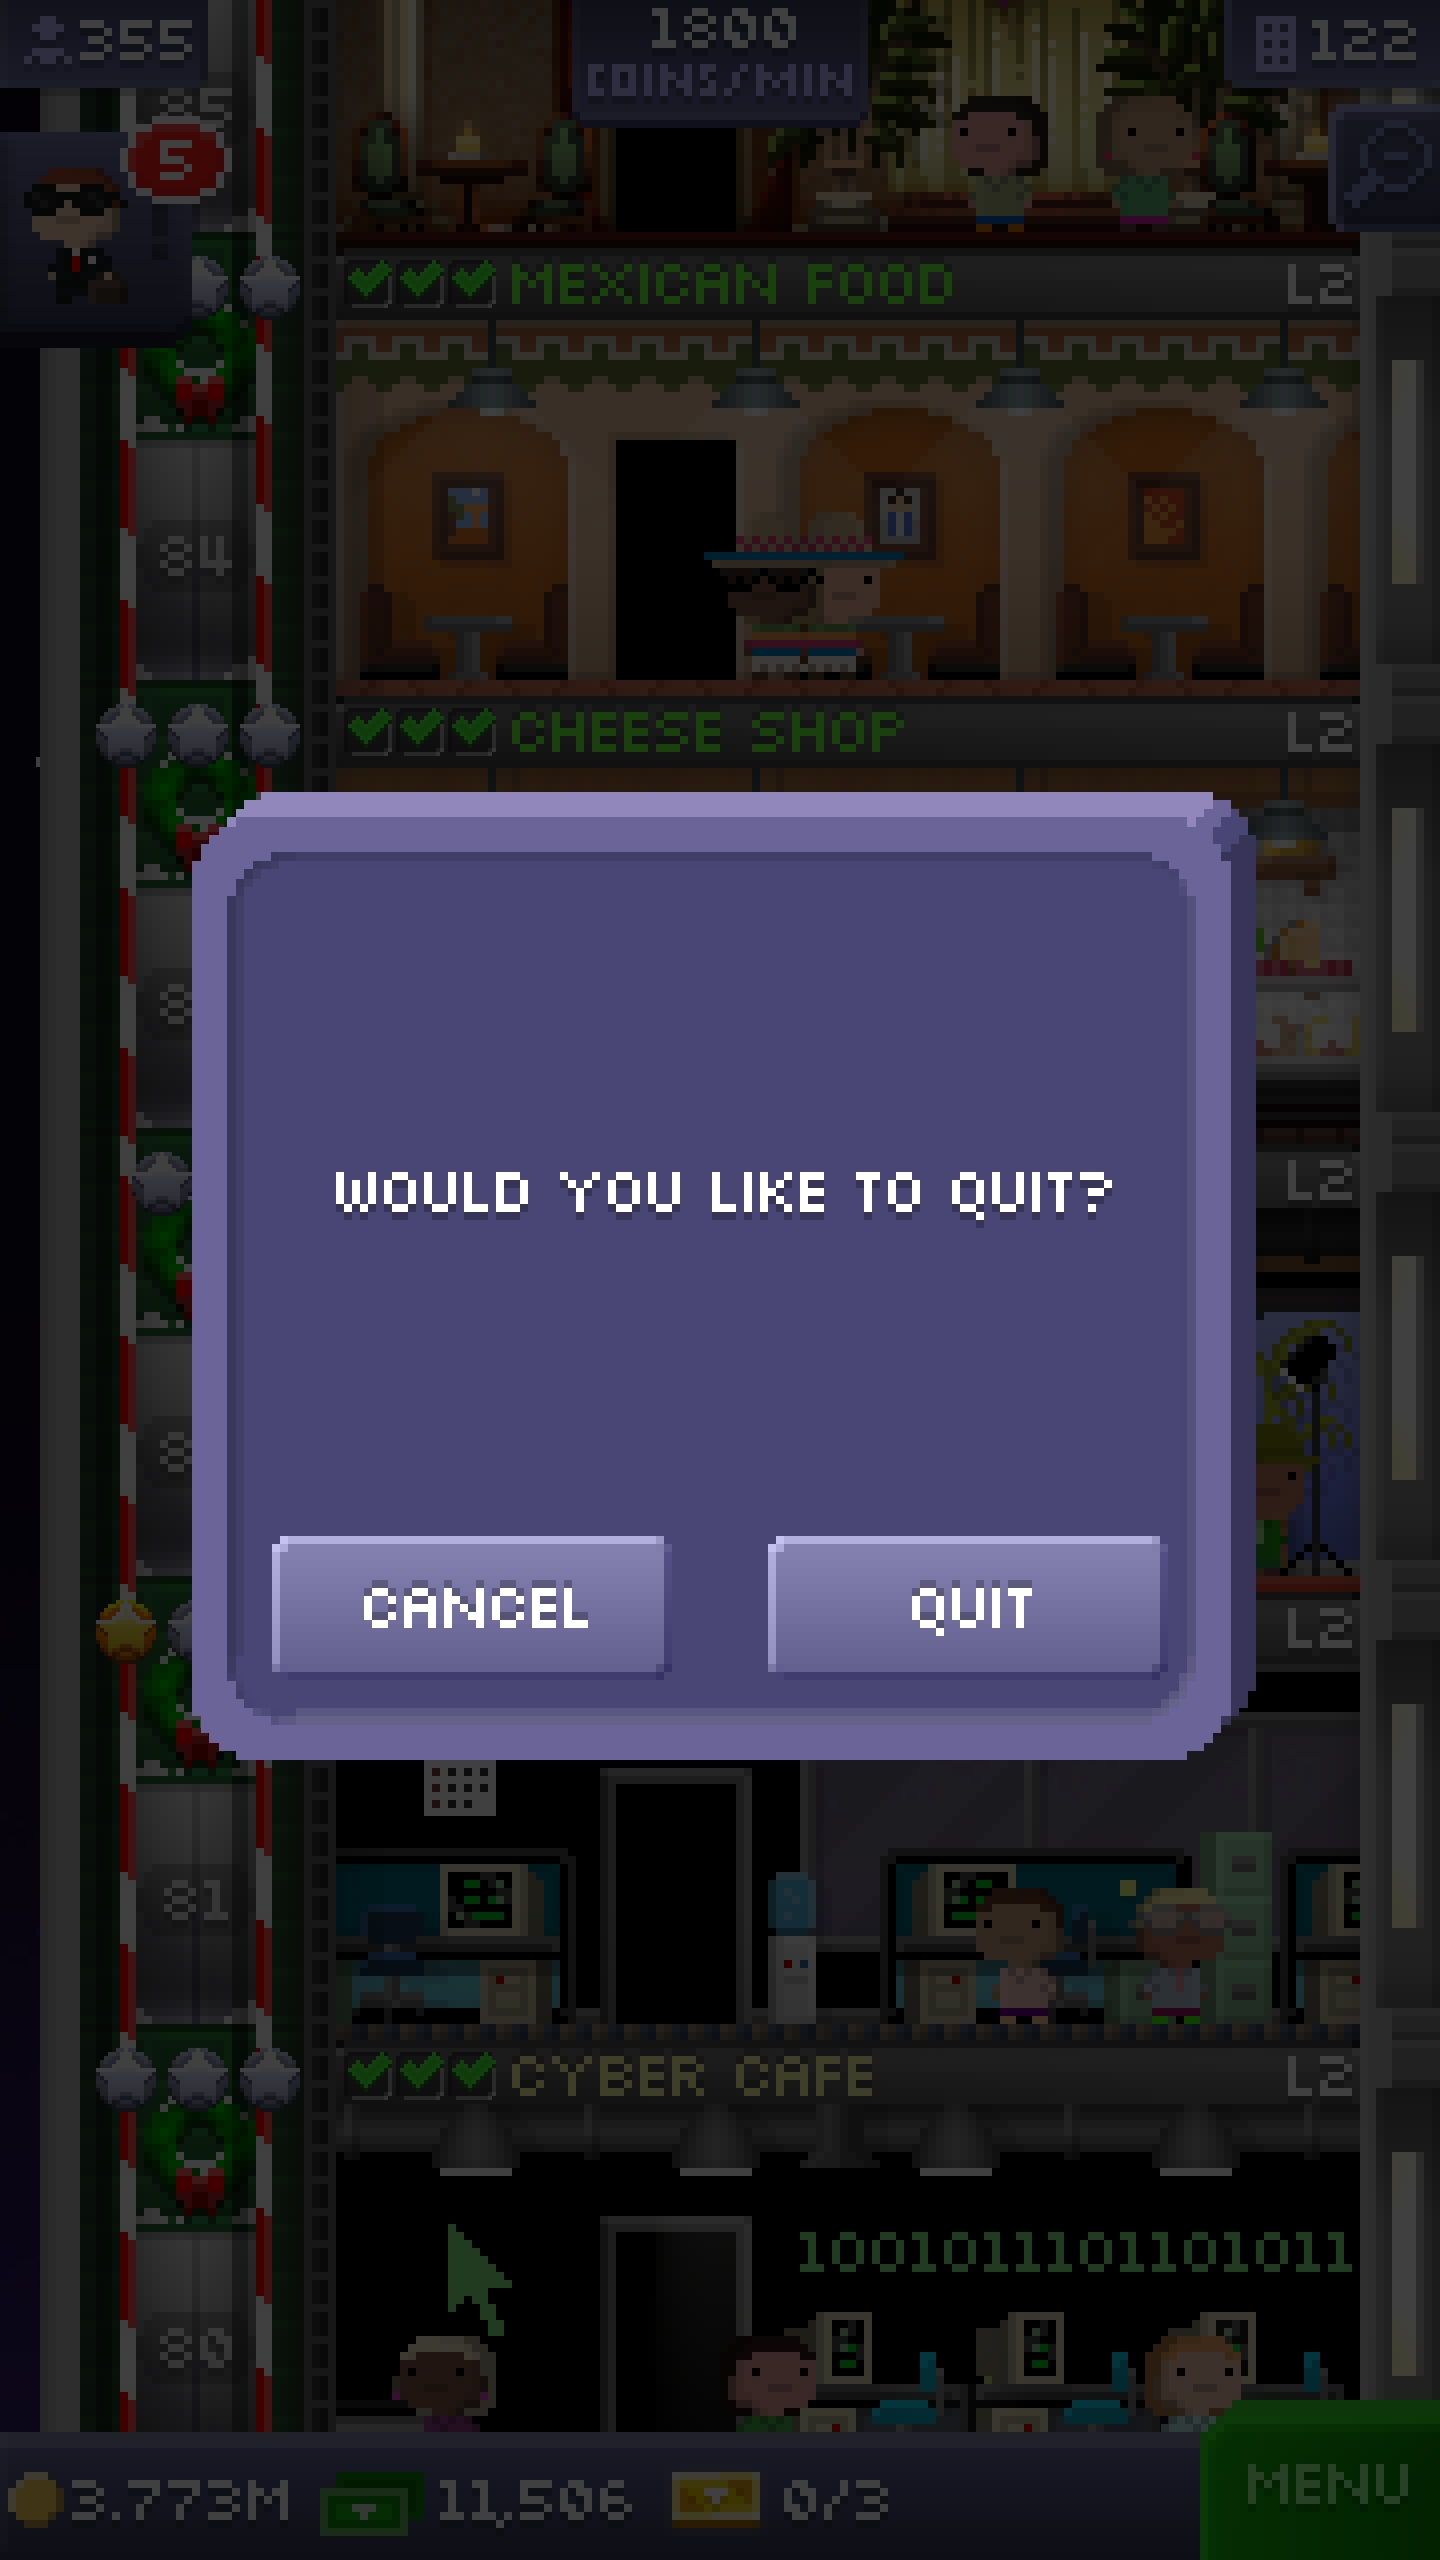 355
1800
COINS/MIN
122
85
5
MEXICAN FOOD L2
84
CHEESE SHOP L2
L2
WOULD YOU LIKE TO QUIT?
CANCEL QUIT
L2
81
CYBER CAFE L2
1001011101101011
80
3.773M 11,506 0/3 MENU